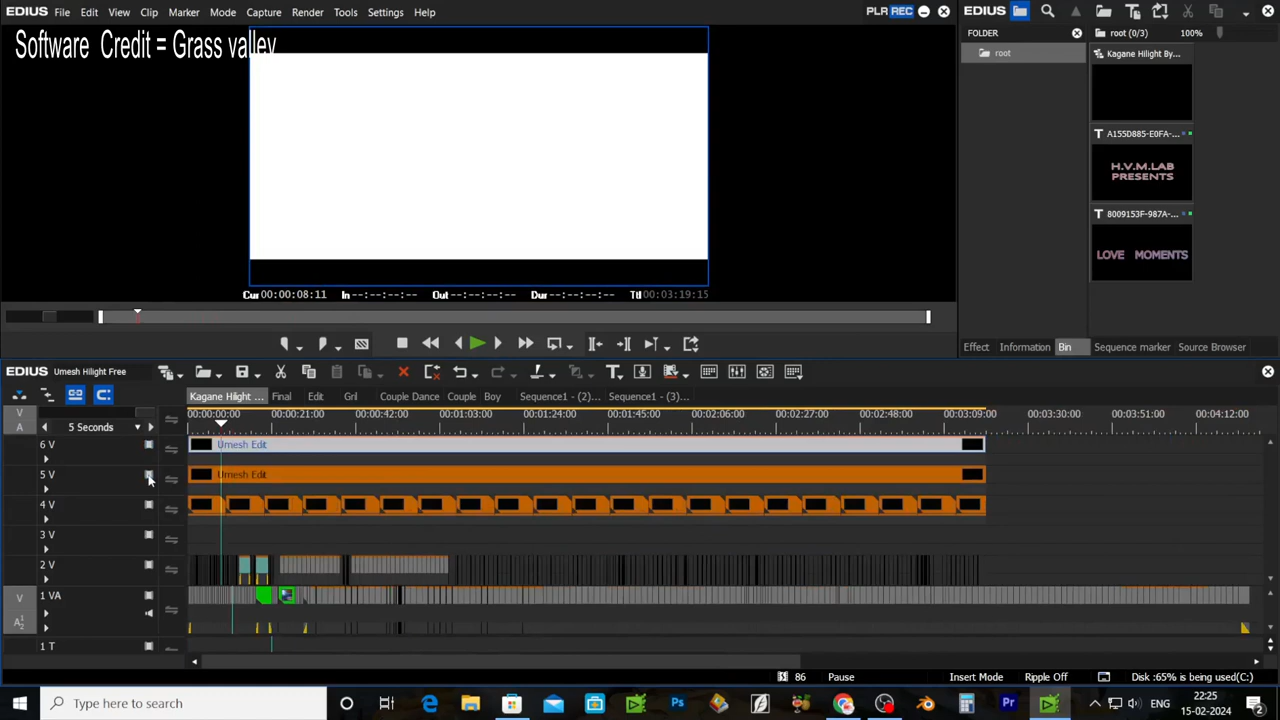 EDIUS File Edit View Clip Marker Mode Capture Render Tools Settings Help
PLR REC
EDIUS
Software Credit = Grass valley
FOLDER
root (0/3) 100%
root
Kagane Hilight By...
T A155D885-E0FA-...
H.V.M.LAB
PRESENTS
T 8009153F-987A-...
LOVE MOMENTS
Cur 00:00:08:11 In --:--:--:-- Out --:--:--:-- Dur --:--:--:-- Ttl 00:03:19:15
Effect Information Bin Sequence marker Source Browser
EDIUS Umesh Hilight Free
Kagane Hilight ... Final Edit Gril Couple Dance Couple Boy Sequence1 - (2)... Sequence1 - (3)...
V
A
5 Seconds
00:00:00:00 00:00:21:00 00:00:42:00 00:01:03:00 00:01:24:00 00:01:45:00 00:02:06:00 00:02:27:00 00:02:48:00 00:03:09:00 00:03:30:00 00:03:51:00 00:04:12:00
6 V Umesh Edit
5 V Umesh Edit
4 V
3 V
2 V
V 1 VA
A1
2
1 T
86 Pause Insert Mode Ripple Off Disk :65% is being used(C:)
Type here to search
Ps
Pr
ENG
22:25
15-02-2024